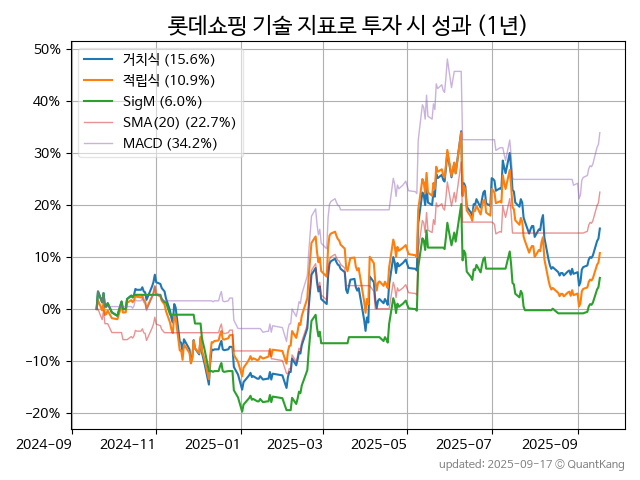 롯데쇼핑 기술 지표로 투자 시 성과 (1년)
50%
40%
30%
20%
10%
0%
−10%
−20%
거치식 (15.6%)
적립식 (10.9%)
SigM (6.0%)
SMA(20) (22.7%)
MACD (34.2%)
2024-09
2024-11
2025-01
2025-03
2025-05
2025-07
2025-09
updated: 2025-09-17 © QuantKang